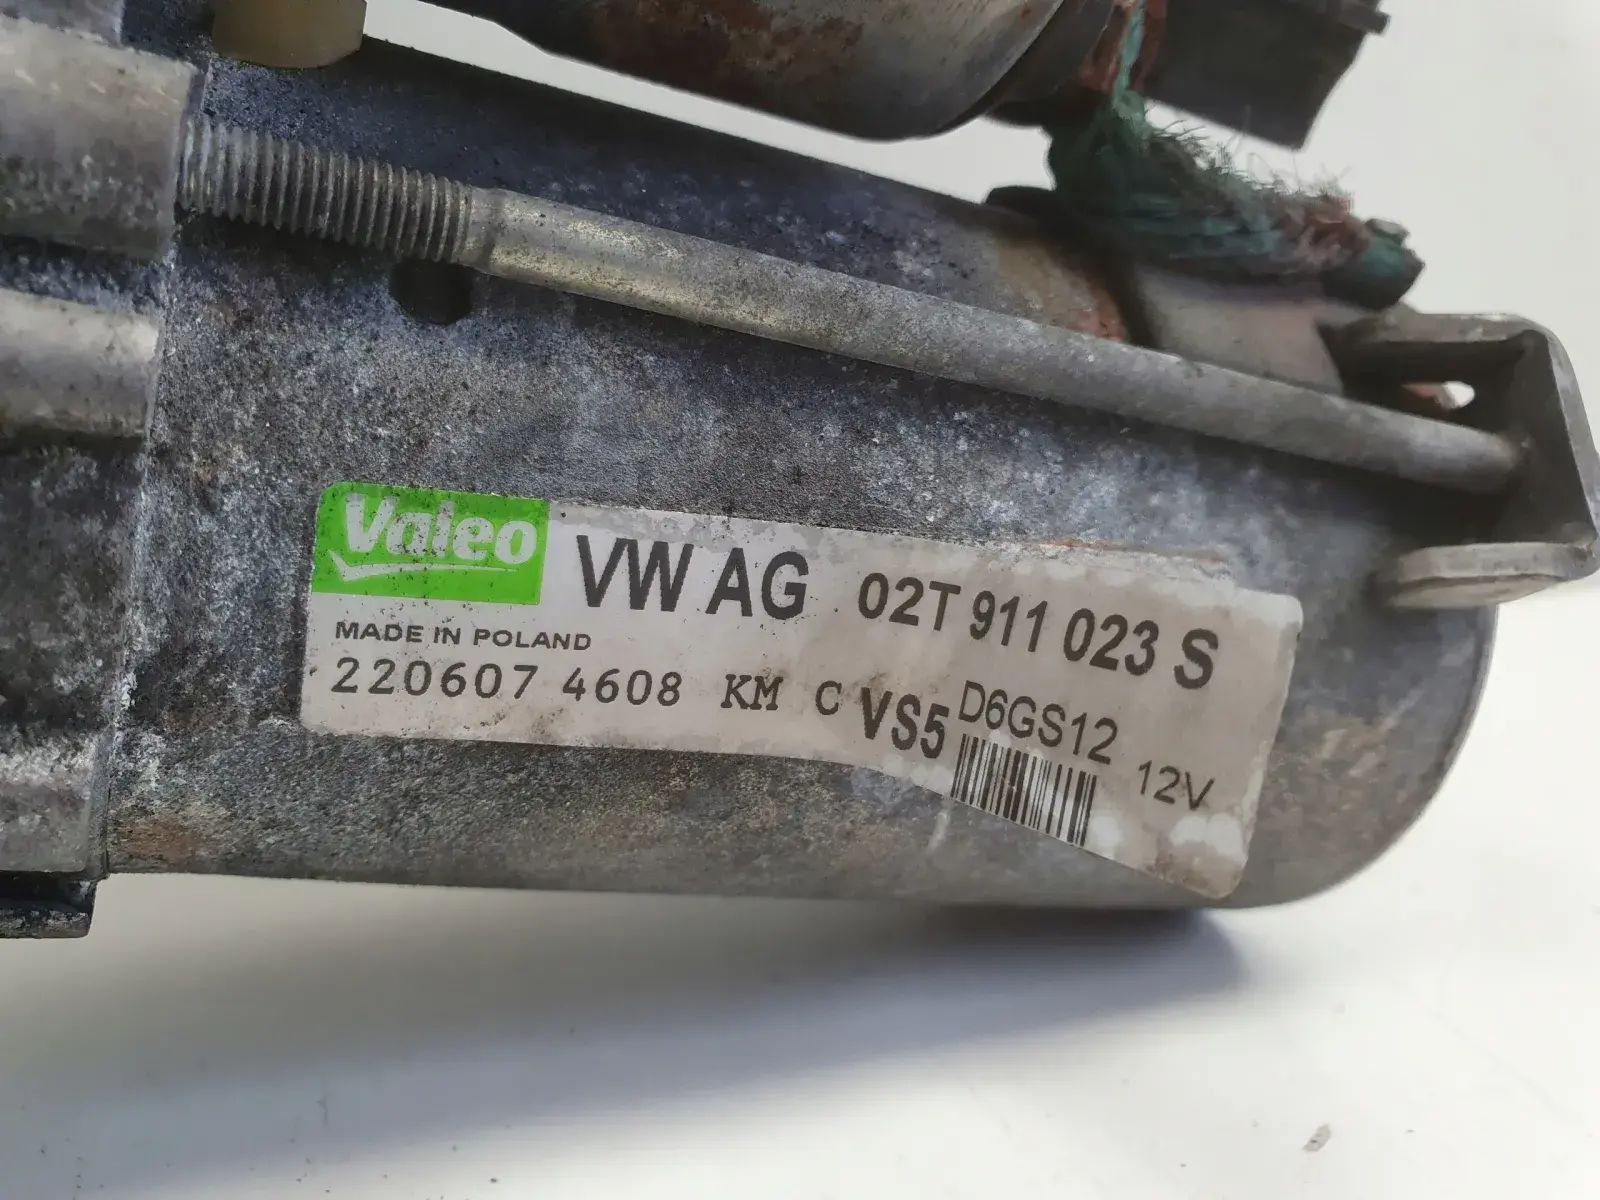 Valeo VW AG 02T 911 023 S
MADE IN POLAND
220607 4608 KM C VS5 D6GS12 12V